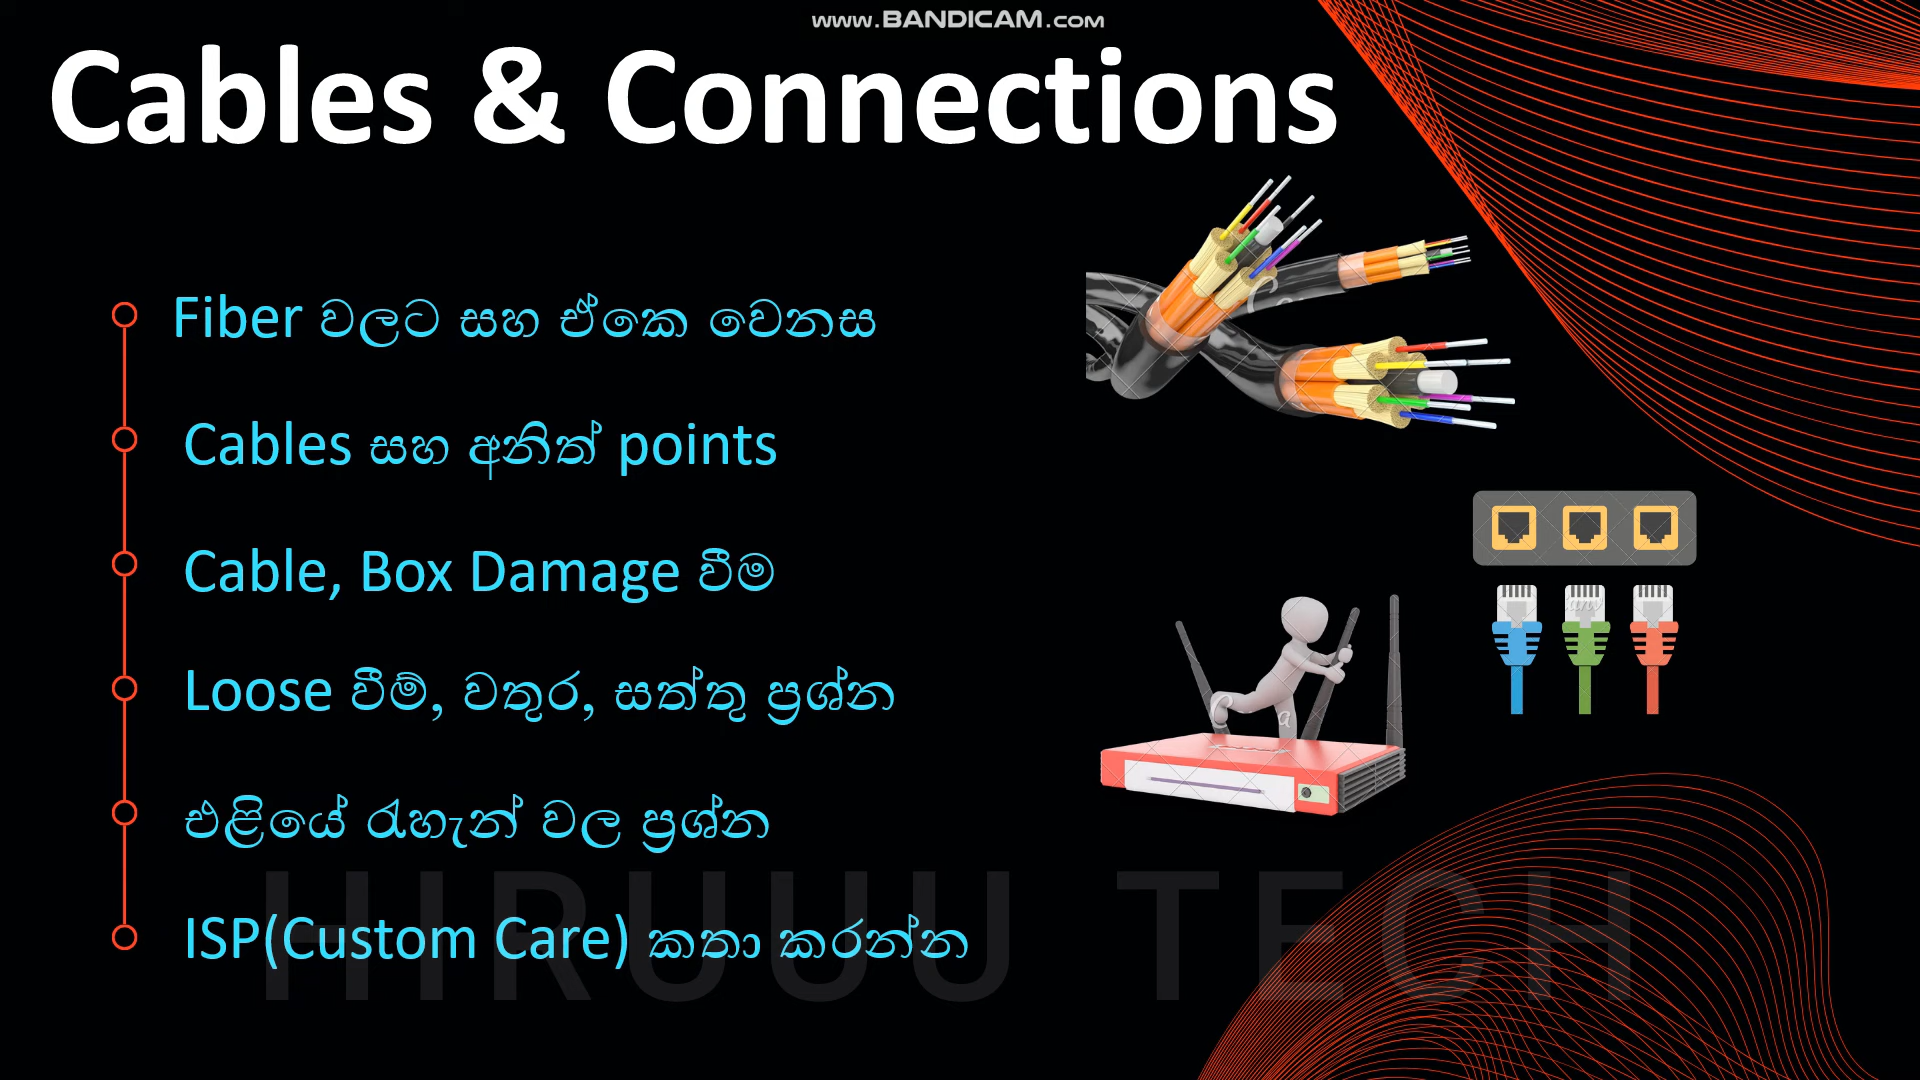 www.BANDICAM.com
Cables & Connections
Fiber වලට සහ ඒකෙ වෙනස
Cables සහ අනිත් points
Cable, Box Damage වීම
Loose වීම්, වතුර, සත්තු ප්‍රශ්න
එළියේ රැහැන් වල ප්‍රශ්න
ISP(Custom Care) කතා කරන්න
HIRUUU TECH